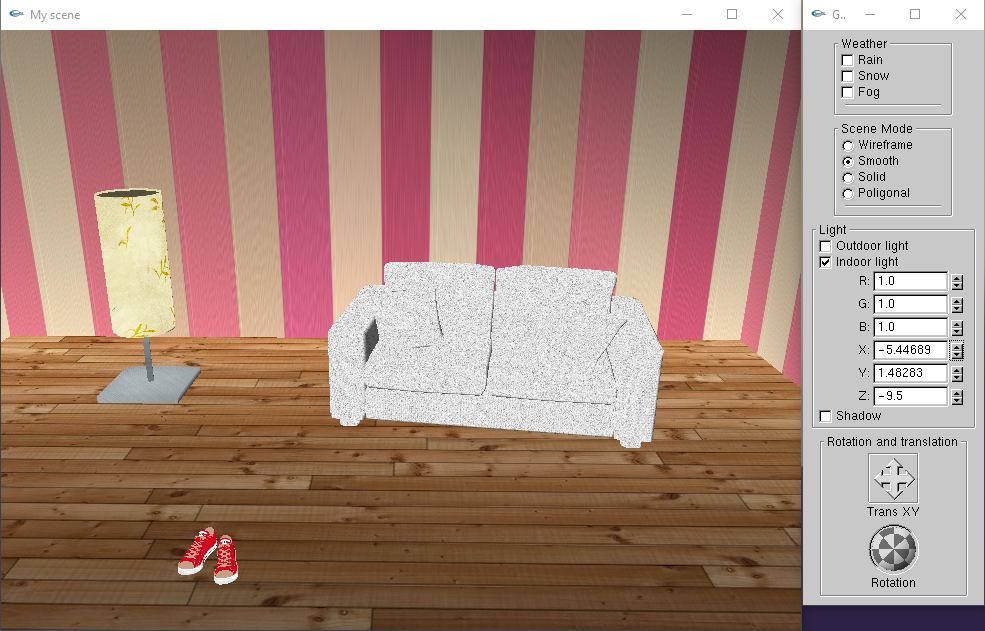 My scene
G..
Weather
Rain
Snow
Fog
Scene Mode
Wireframe
Smooth
Solid
Poligonal
Light
Outdoor light
Indoor light
R: 1.0
G: 1.0
B: 1.0
X: -5.44689
Y: 1.48283
Z: -9.5
Shadow
Rotation and translation
Trans XY
Rotation